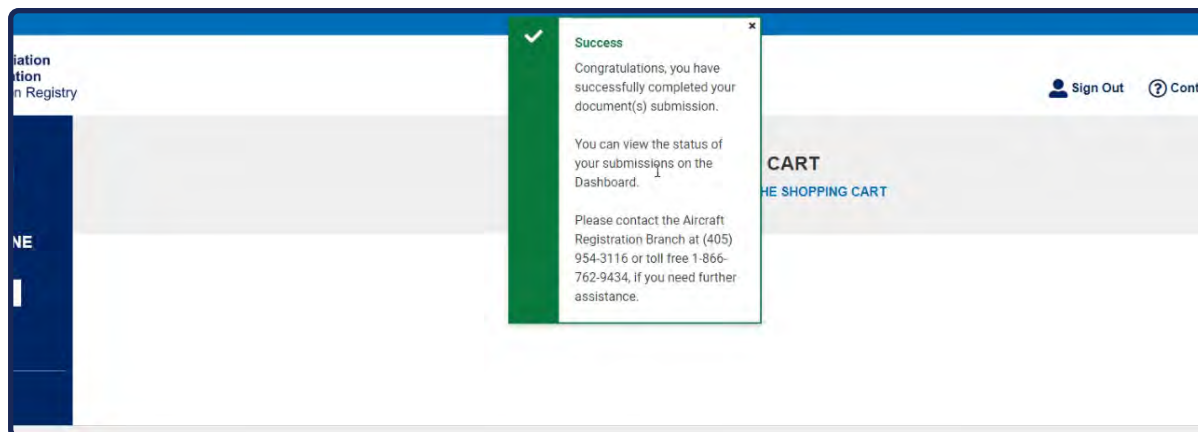 iation
tion
n Registry
Sign Out
Cont
NE
CART
HE SHOPPING CART
Success
Congratulations, you have
successfully completed your
document(s) submission.
You can view the status of
your submissions on the
Dashboard.
Please contact the Aircraft
Registration Branch at (405)
954-3116 or toll free 1-866-
762-9434, if you need further
assistance.